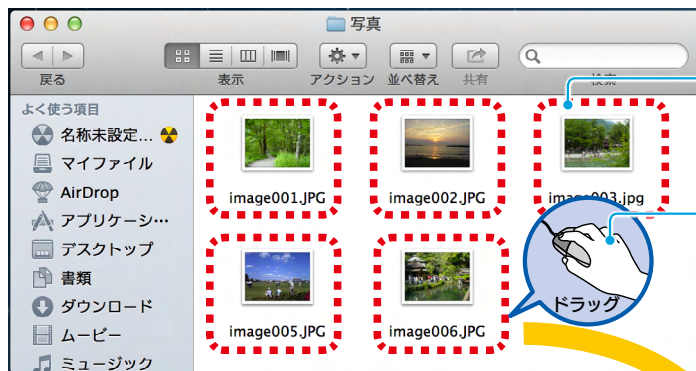 写真
戻る
表示
アクション
並べ替え
共有
検索
よく使う項目
名称未設定...
マイファイル
AirDrop
アプリケーシ...
デスクトップ
書類
ダウンロード
ムービー
ミュージック
image001.JPG
image002.JPG
image003.jpg
image005.JPG
image006.JPG
ドラッグ